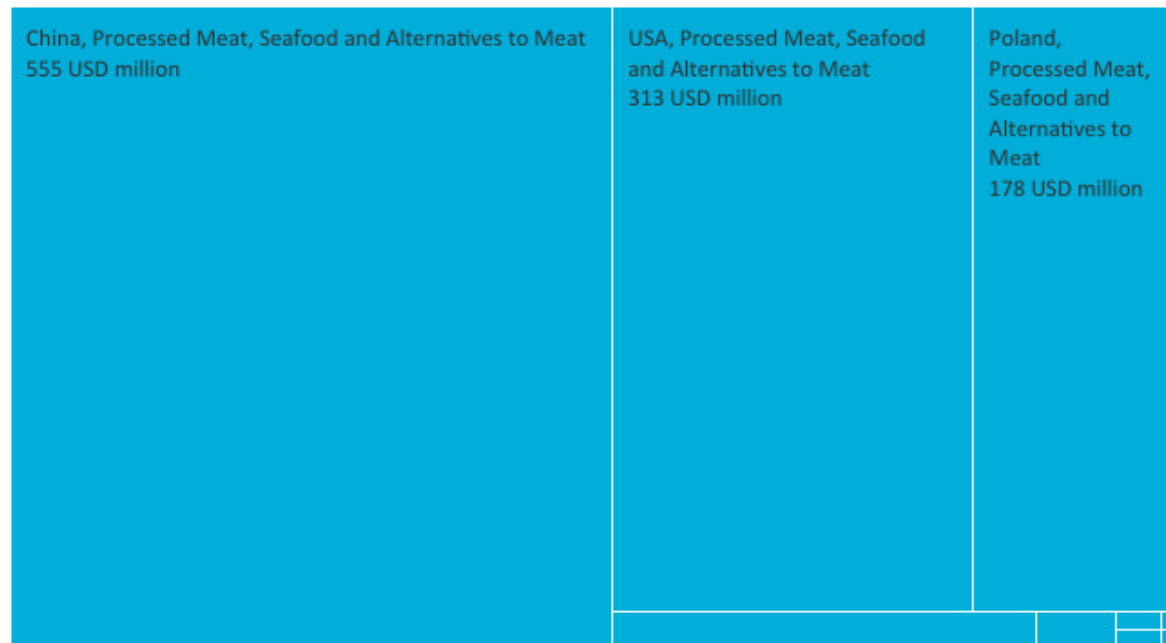 China, Processed Meat, Seafood and Alternatives to Meat
555 USD million
USA, Processed Meat, Seafood
and Alternatives to Meat
313 USD million
Poland,
Processed Meat,
Seafood and
Alternatives to
Meat
178 USD million